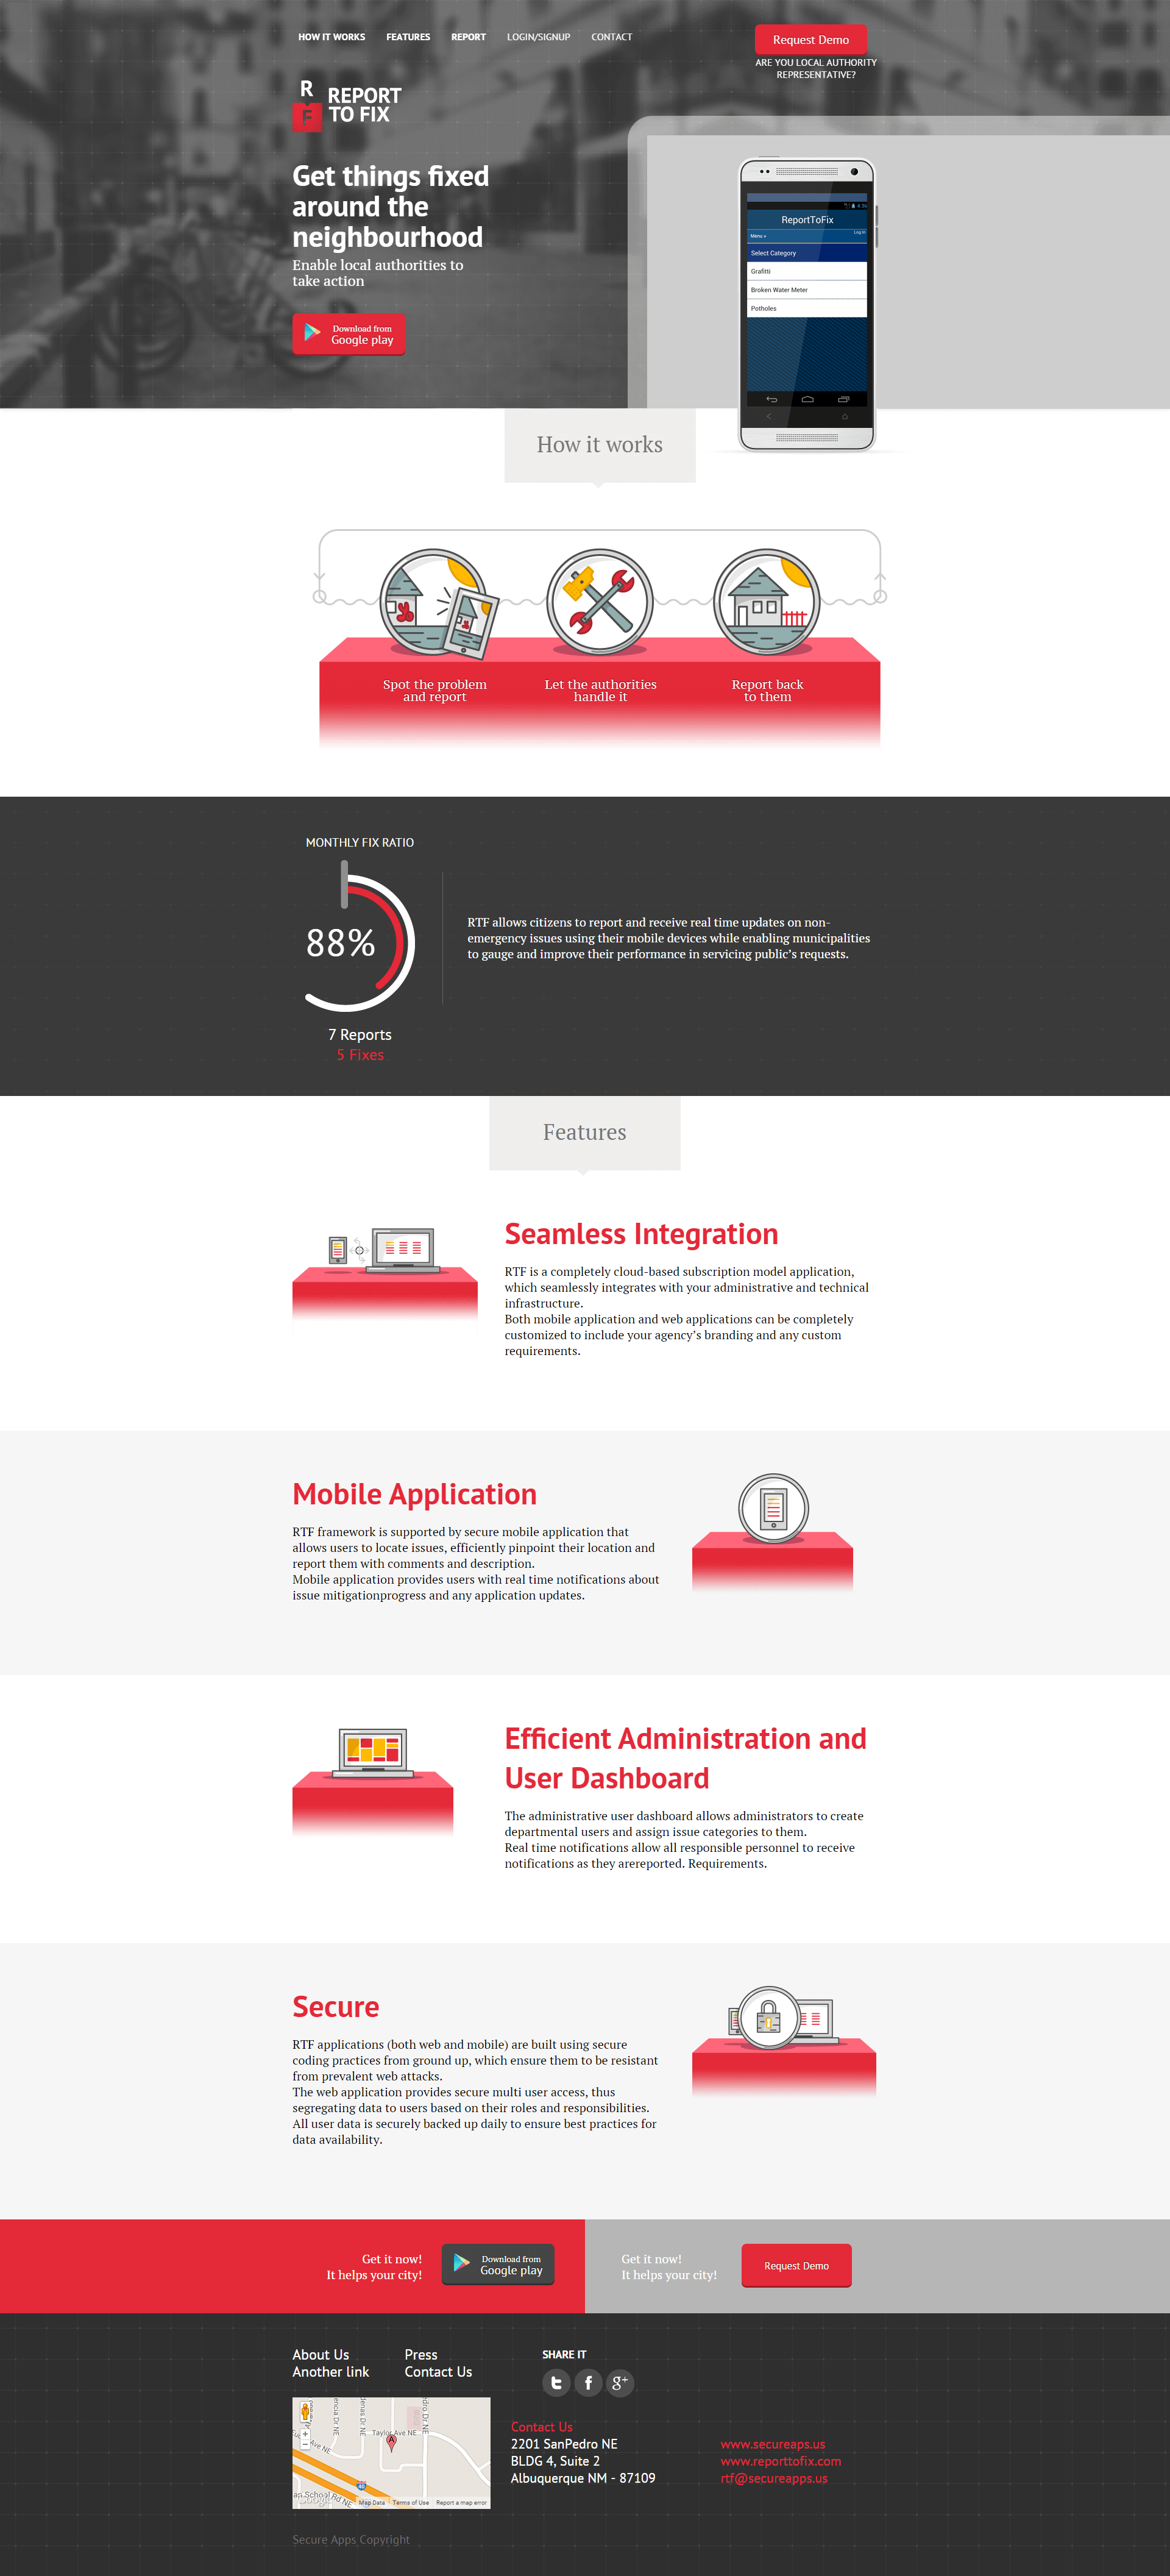 HOW IT WORKS FEATURES REPORT LOGIN/SIGNUP CONTACT
Request Demo
ARE YOU LOCAL AUTHORITY
REPRESENTATIVE?
R
F
REPORT
TO FIX
Get things fixed
around the
neighbourhood
Enable local authorities to
take action
Download from
Google play
4:36
ReportToFix
Menu »
Log In
Select Category
Grafitti
Broken Water Meter
Potholes
How it works
Spot the problem
and report
Let the authorities
handle it
Report back
to them
MONTHLY FIX RATIO
88%
7 Reports
5 Fixes
RTF allows citizens to report and receive real time updates on non-
emergency issues using their mobile devices while enabling municipalities
to gauge and improve their performance in servicing public's requests.
Features
Seamless Integration
RTF is a completely cloud-based subscription model application,
which seamlessly integrates with your administrative and technical
infrastructure.
Both mobile application and web applications can be completely
customized to include your agency's branding and any custom
requirements.
Mobile Application
RTF framework is supported by secure mobile application that
allows users to locate issues, efficiently pinpoint their location and
report them with comments and description.
Mobile application provides users with real time notifications about
issue mitigationprogress and any application updates.
Efficient Administration and
User Dashboard
The administrative user dashboard allows administrators to create
departmental users and assign issue categories to them.
Real time notifications allow all responsible personnel to receive
notifications as they arereported. Requirements.
Secure
RTF applications (both web and mobile) are built using secure
coding practices from ground up, which ensure them to be resistant
from prevalent web attacks.
The web application provides secure multi user access, thus
segregating data to users based on their roles and responsibilities.
All user data is securely backed up daily to ensure best practices for
data availability.
Get it now!
It helps your city!
Download from
Google play
Get it now!
It helps your city!
Request Demo
About Us
Another link
Press
Contact Us
SHARE IT
g+
Taylor Ave NE
Ave NE
A
40
Rd NE
Map Data Terms of Use Report a map error
Contact Us
2201 SanPedro NE
BLDG 4, Suite 2
Albuquerque NM - 87109
www.secureaps.us
www.reporttofix.com
rtf@secureapps.us
Secure Apps Copyright